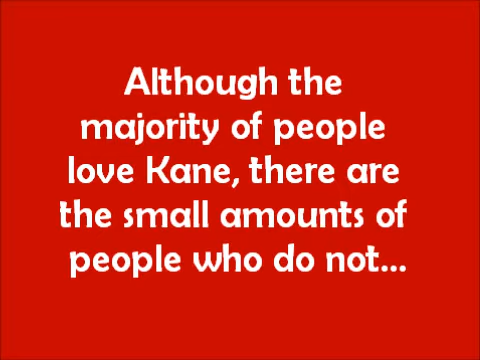 Although the
majority of people
love Kane, there are
the small amounts of
people who do not...